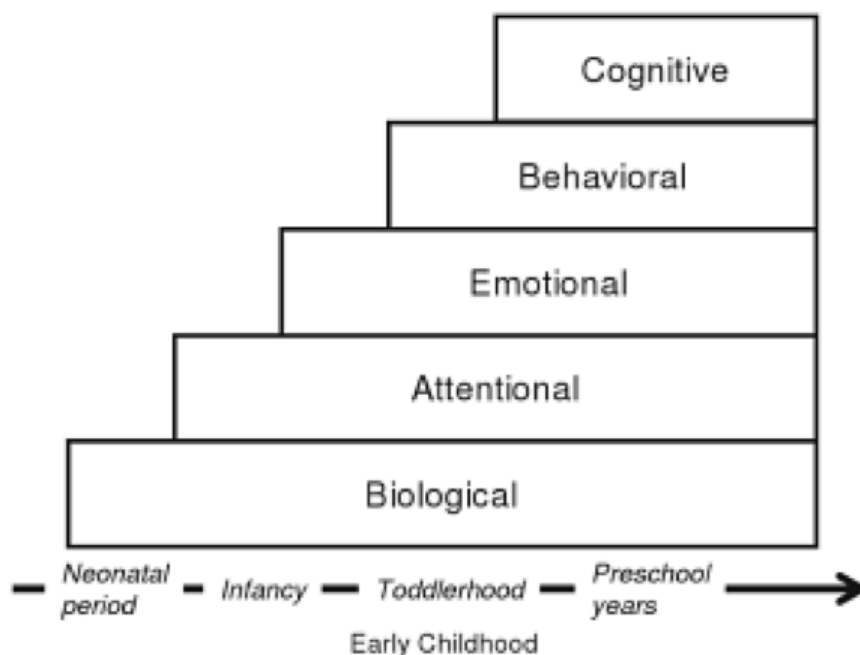 Cognitive
Behavioral
Emotional
Attentional
Biological
Neonatal period
Infancy
Toddlerhood
Preschool years
Early Childhood